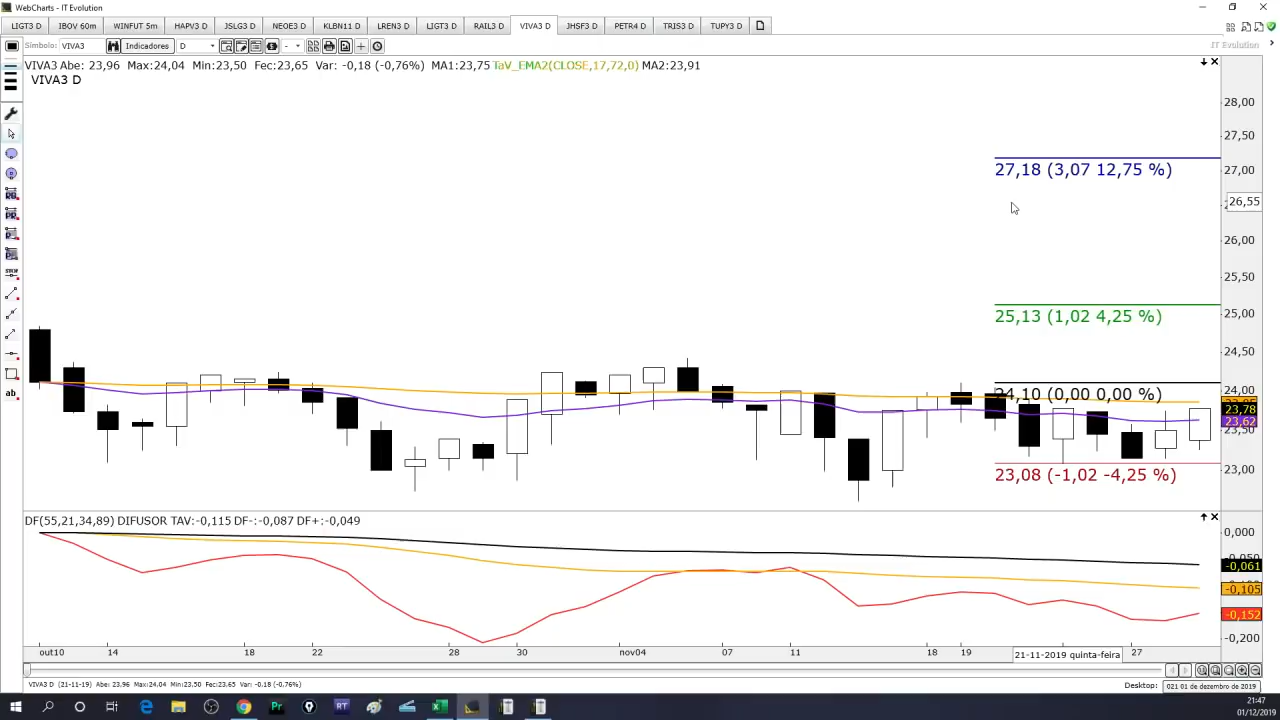 WebCharts - IT Evolution
LIGT3 D IBOV 60m WINFUT 5m HAPV3 D JSLG3 D NEOE3 D KLBN11 D LREN3 D LIGT3 D RAIL3 D VIVA3 D JHSF3 D PETR4 D TRIS3 D TUPY3 D
Símbolo: VIVA3 Indicadores D -
IT Evolution
VIVA3 Abe: 23,96 Max:24,04 Min:23,50 Fec:23,65 Var: -0,18 (-0,76%) MA1:23,75 TaV_EMA2(CLOSE,17,72,0) MA2:23,91
VIVA3 D
28,00
27,50
27,18 (3,07 12,75 %)
27,00
26,55
26,00
25,50
25,13 (1,02 4,25 %)
25,00
24,50
24,00
24,10 (0,00 0,00 %)
23,78
23,62
23,50
23,08 (-1,02 -4,25 %)
23,00
DF(55,21,34,89) DIFUSOR TAV:-0,115 DF-:-0,087 DF+:-0,049
0,000
-0,061
-0,105
-0,152
-0,200
out10 14 18 22 28 30 nov04 07 11 18 19 21-11-2019 quinta-feira 27
VIVA3 D (21-11-19) Abe: 23,96 Max:24,04 Min:23,50 Fec:23,65 Var: -0,18 (-0,76%)
Desktop: 021 01 de dezembro de 2019
21:47
01/12/2019